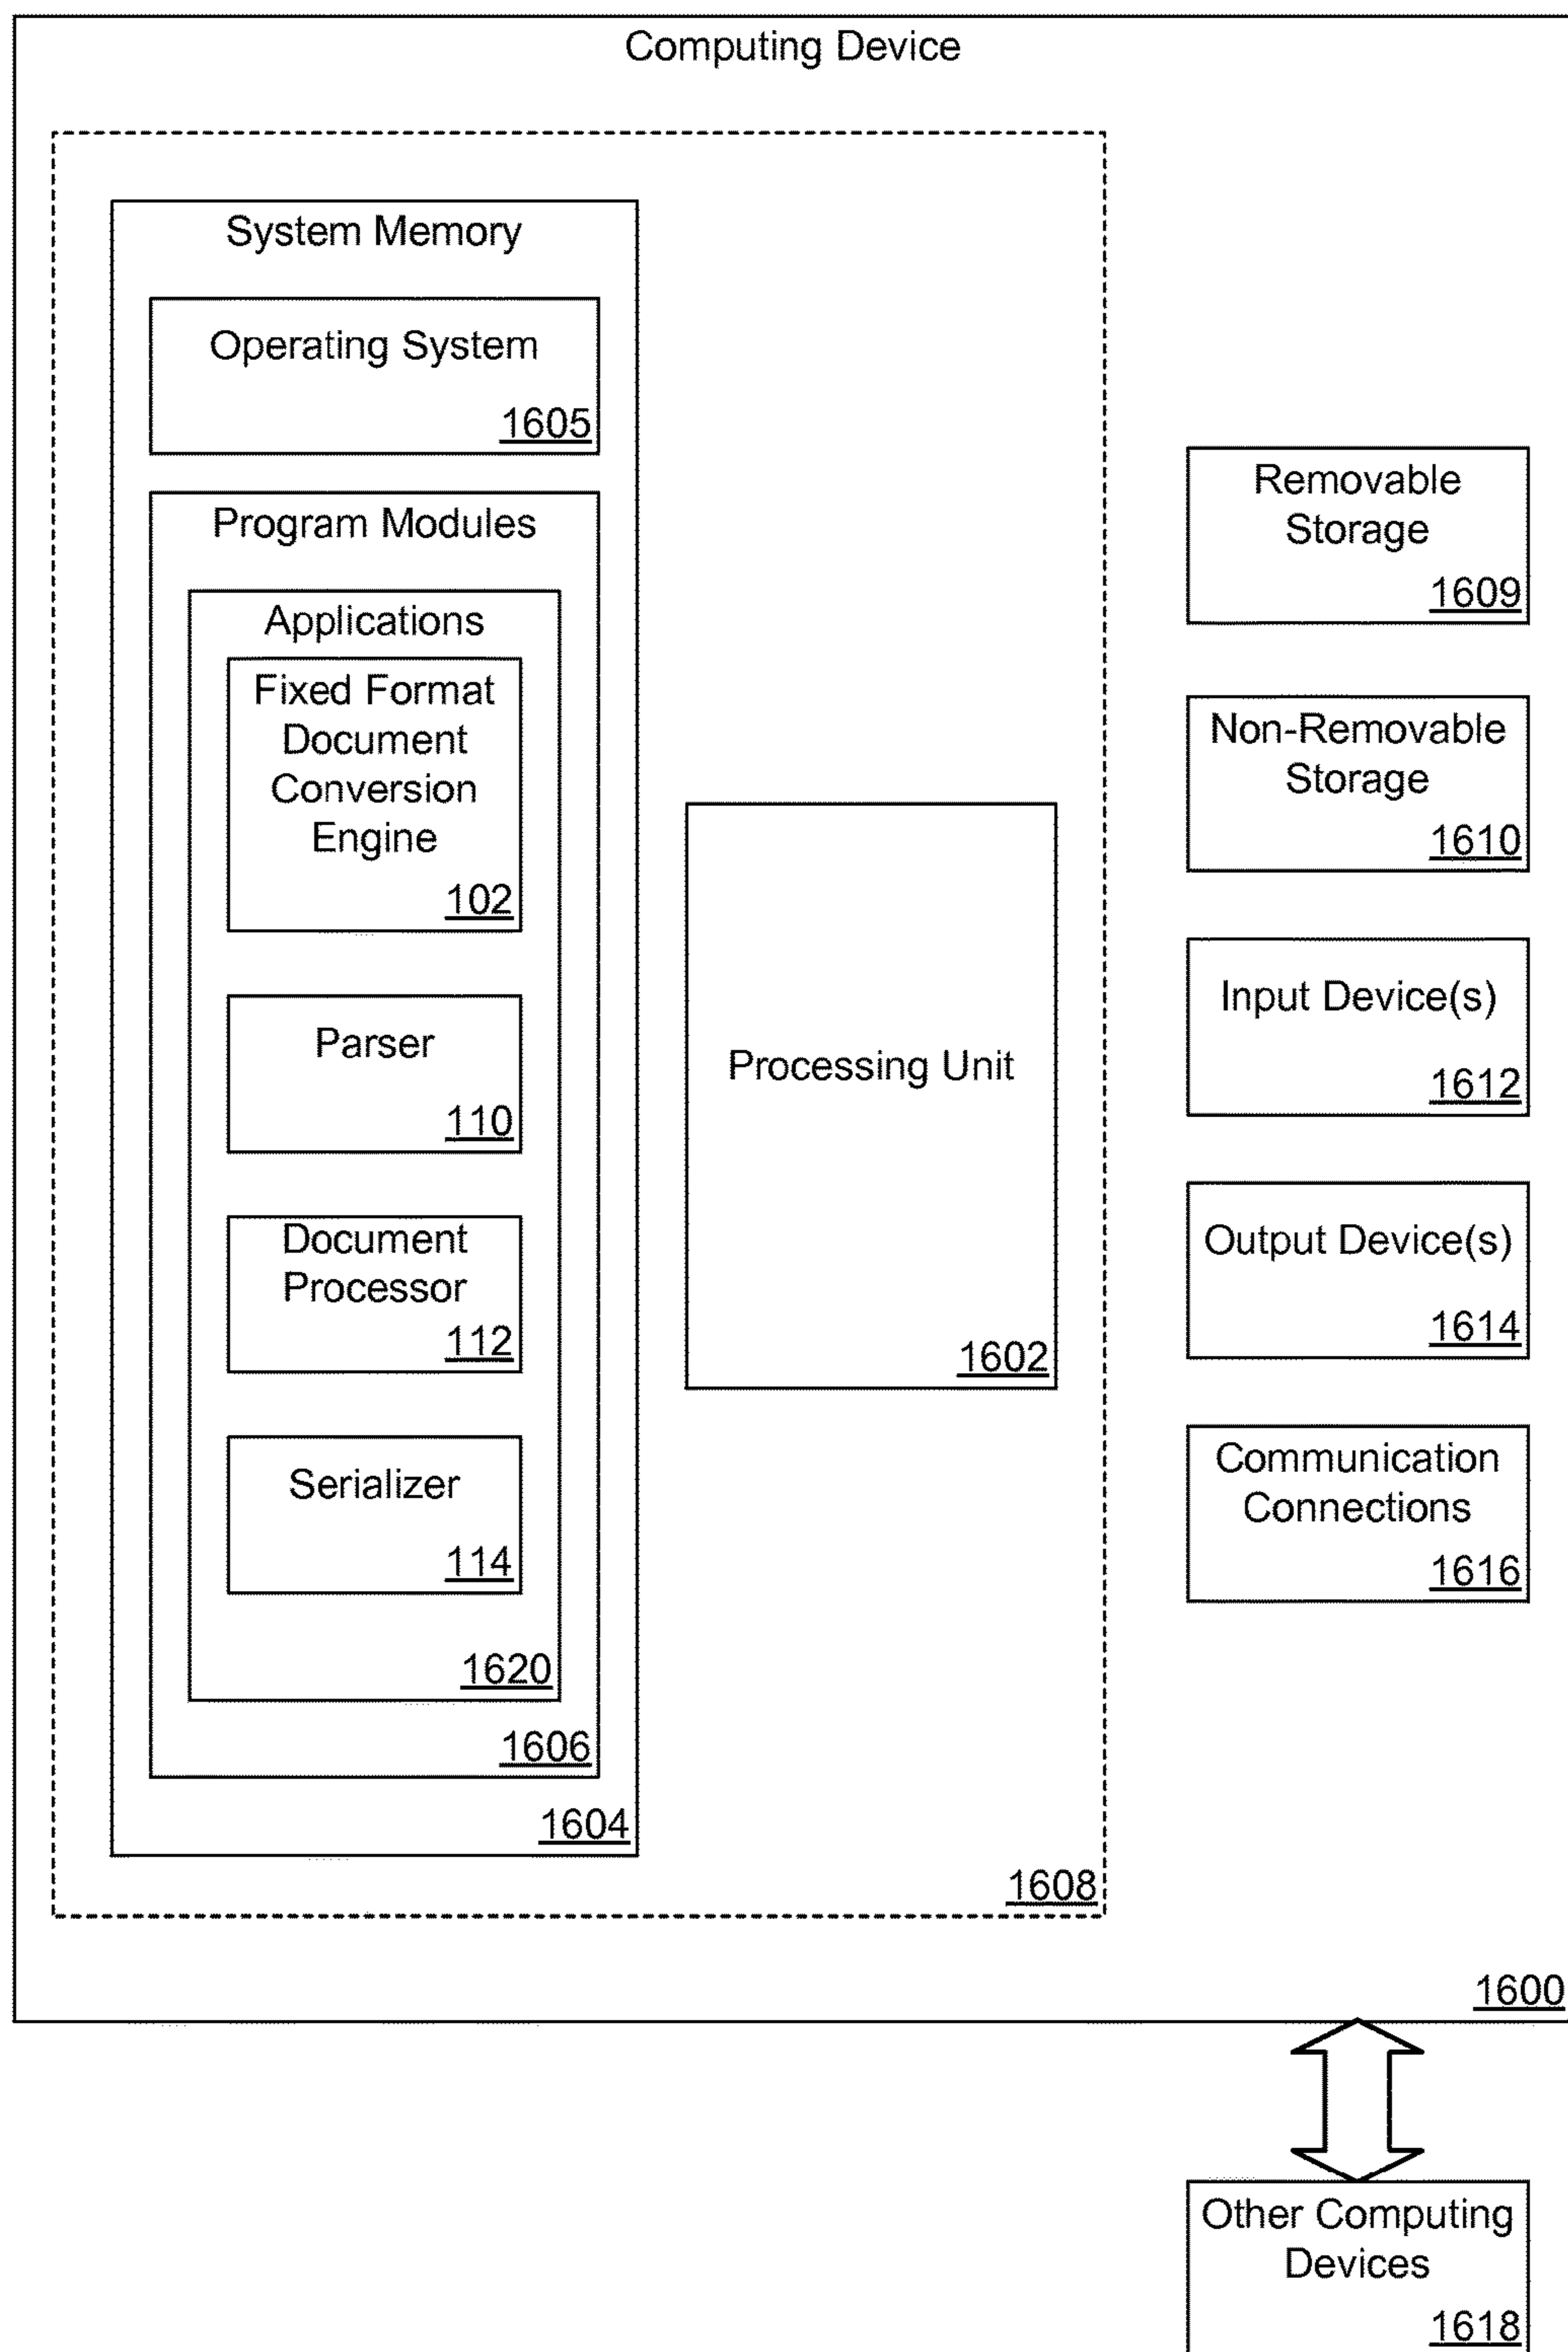 Computing Device
System Memory
Operating System
1605
Program Modules
Applications
Fixed Format
Document
Conversion
Engine
102
Parser
110
Document
Processor
112
Serializer
114
1620
1606
1604
Processing Unit
1602
1608
Removable
Storage
1609
Non-Removable
Storage
1610
Input Device(s)
1612
Output Device(s)
1614
Communication
Connections
1616
1600
Other Computing
Devices
1618